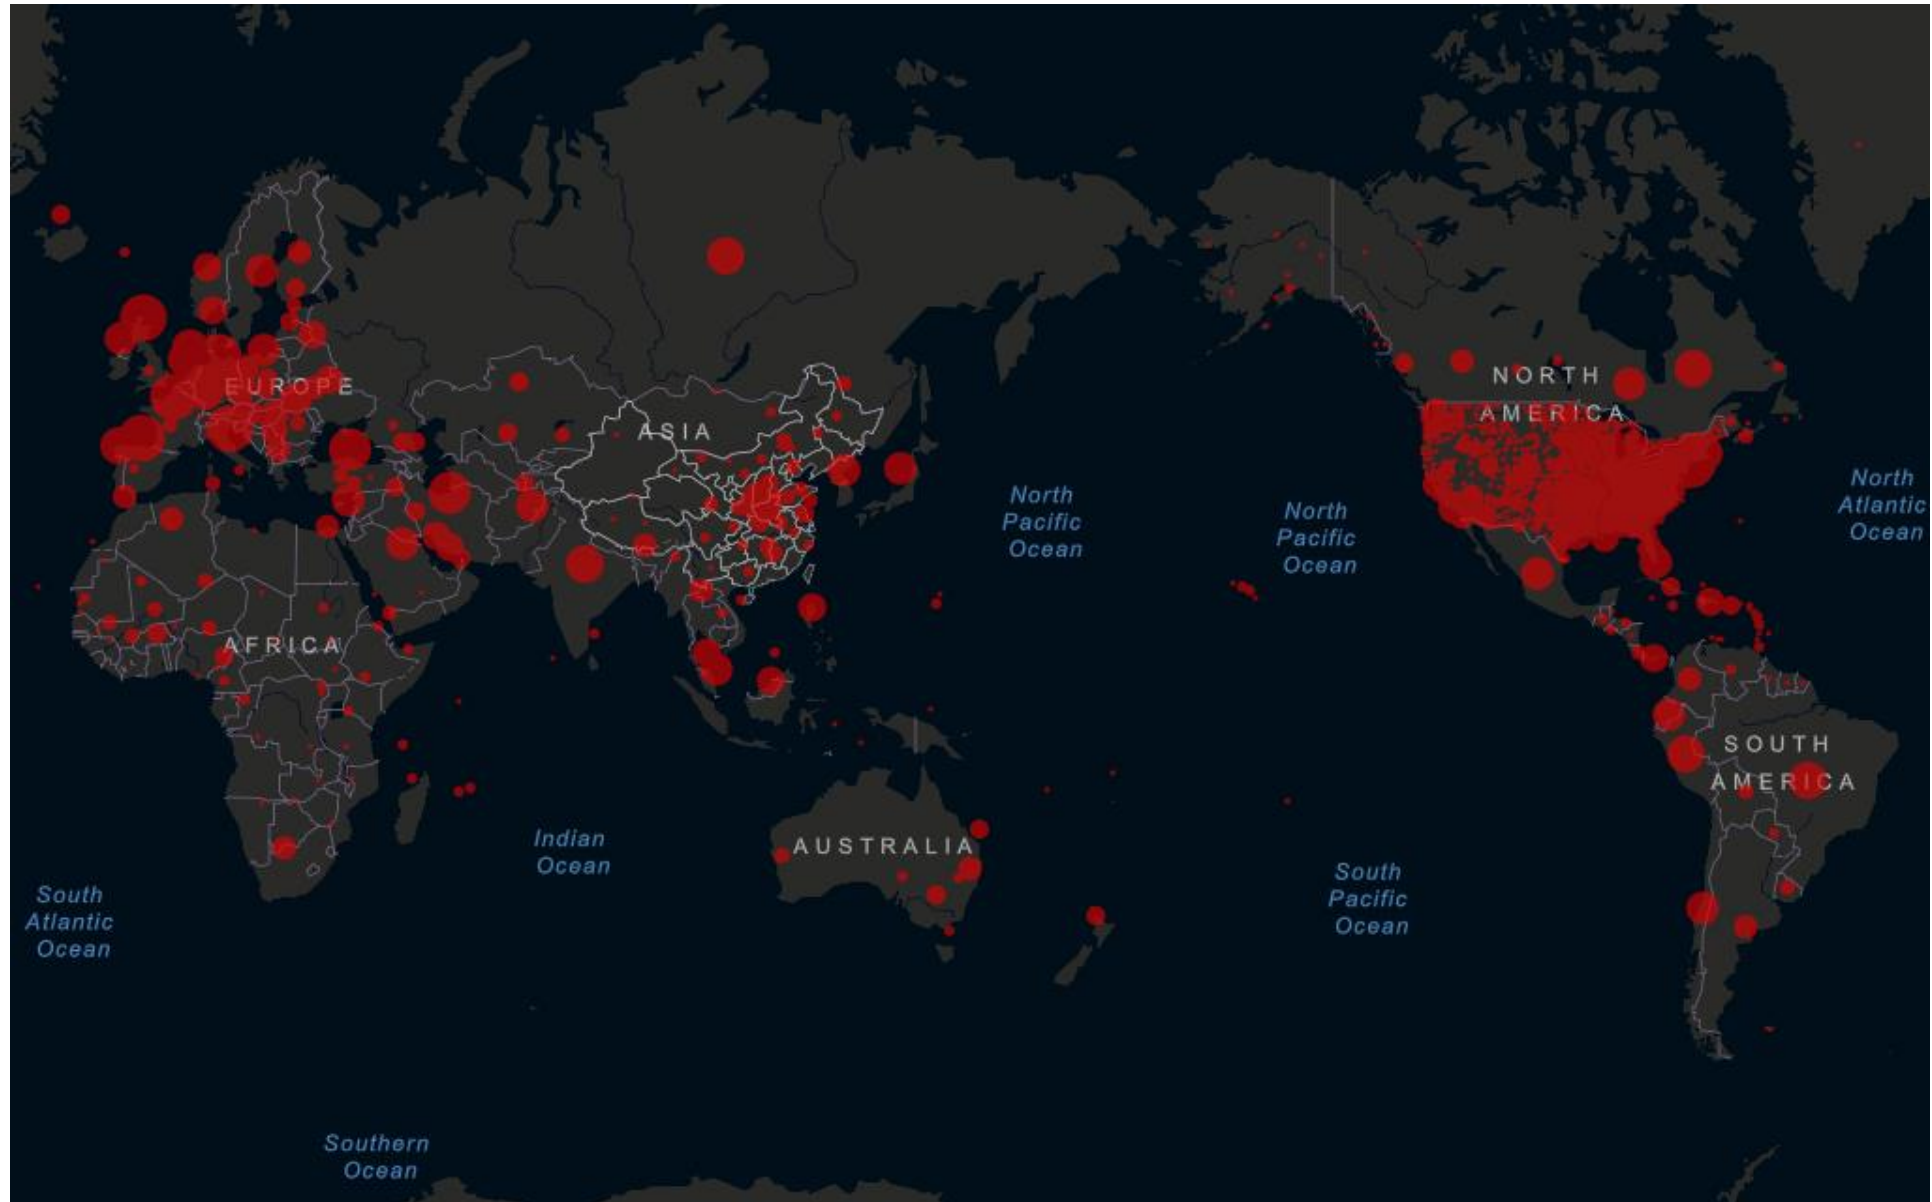 EUROPE
ASIA
NORTH
AMERICA
North
Pacific
Ocean
North
Pacific
Ocean
North
Atlantic
Ocean
AFRICA
SOUTH
AMERICA
Indian
Ocean
AUSTRALIA
South
Atlantic
Ocean
South
Pacific
Ocean
Southern
Ocean